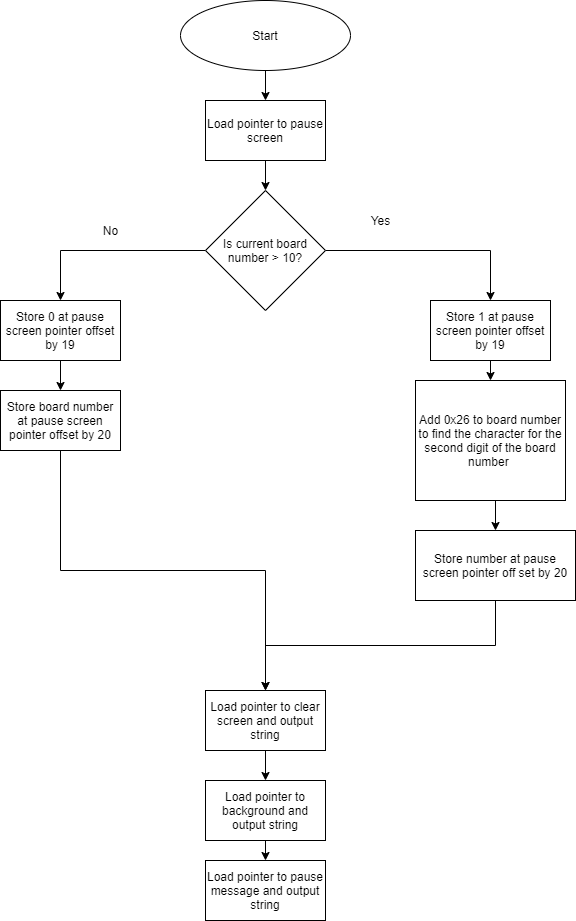 Start
Load pointer to pause
screen
Is current board
number > 10?
No
Yes
Store 0 at pause
screen pointer offset
by 19
Store 1 at pause
screen pointer offset
by 19
Store board number
at pause screen
pointer offset by 20
Add 0x26 to board number
to find the character for the
second digit of the board
number
Store number at pause
screen pointer off set by 20
Load pointer to clear
screen and output
string
Load pointer to
background and
output string
Load pointer to pause
message and output
string